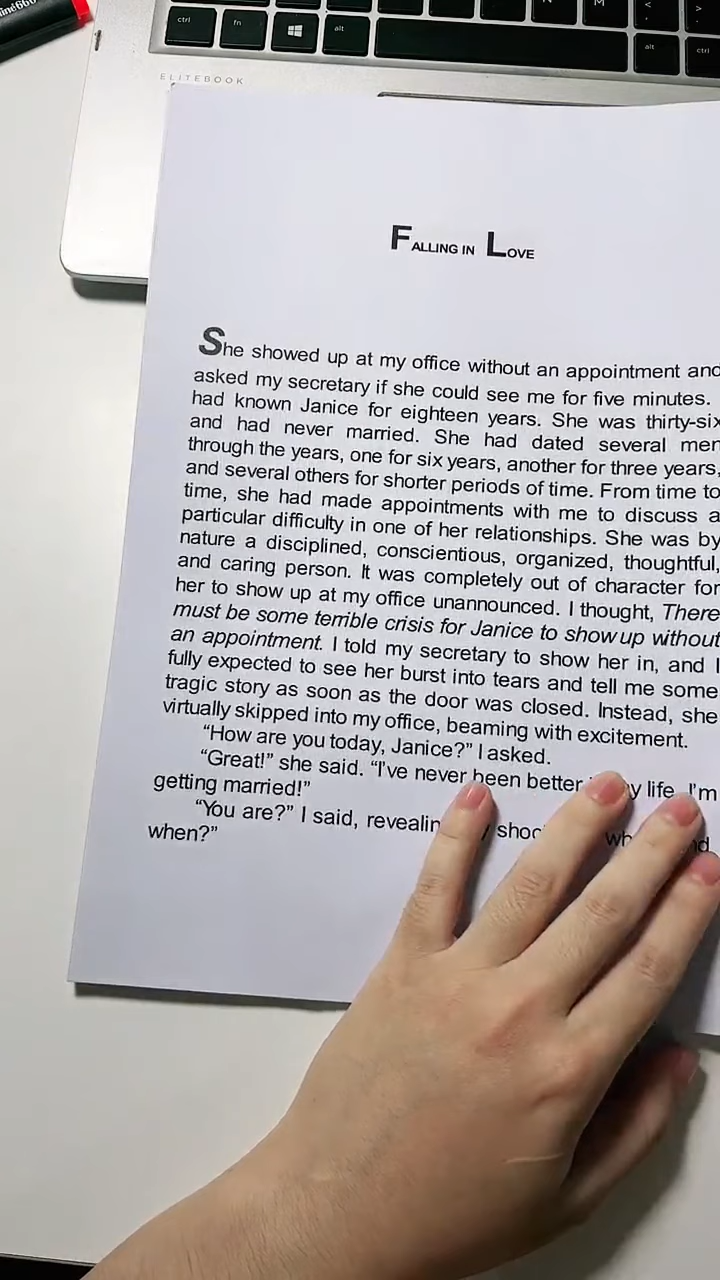 ctrl fn alt alt ctrl
ELITEBOOK
FALLING IN LOVE
She showed up at my office without an appointment and
asked my secretary if she could see me for five minutes.
had known Janice for eighteen years. She was thirty-six
and had never married. She had dated several men
through the years, one for six years, another for three years,
and several others for shorter periods of time. From time to
time, she had made appointments with me to discuss a
particular difficulty in one of her relationships. She was by
nature a disciplined, conscientious, organized, thoughtful,
and caring person. It was completely out of character for
her to show up at my office unannounced. I thought, There
must be some terrible crisis for Janice to show up without
an appointment. I told my secretary to show her in, and I
fully expected to see her burst into tears and tell me some
tragic story as soon as the door was closed. Instead, she
virtually skipped into my office, beaming with excitement.
“How are you today, Janice?” I asked.
“Great!” she said. “I've never been better life. I'm
getting married!”
“You are?” I said,
when?”